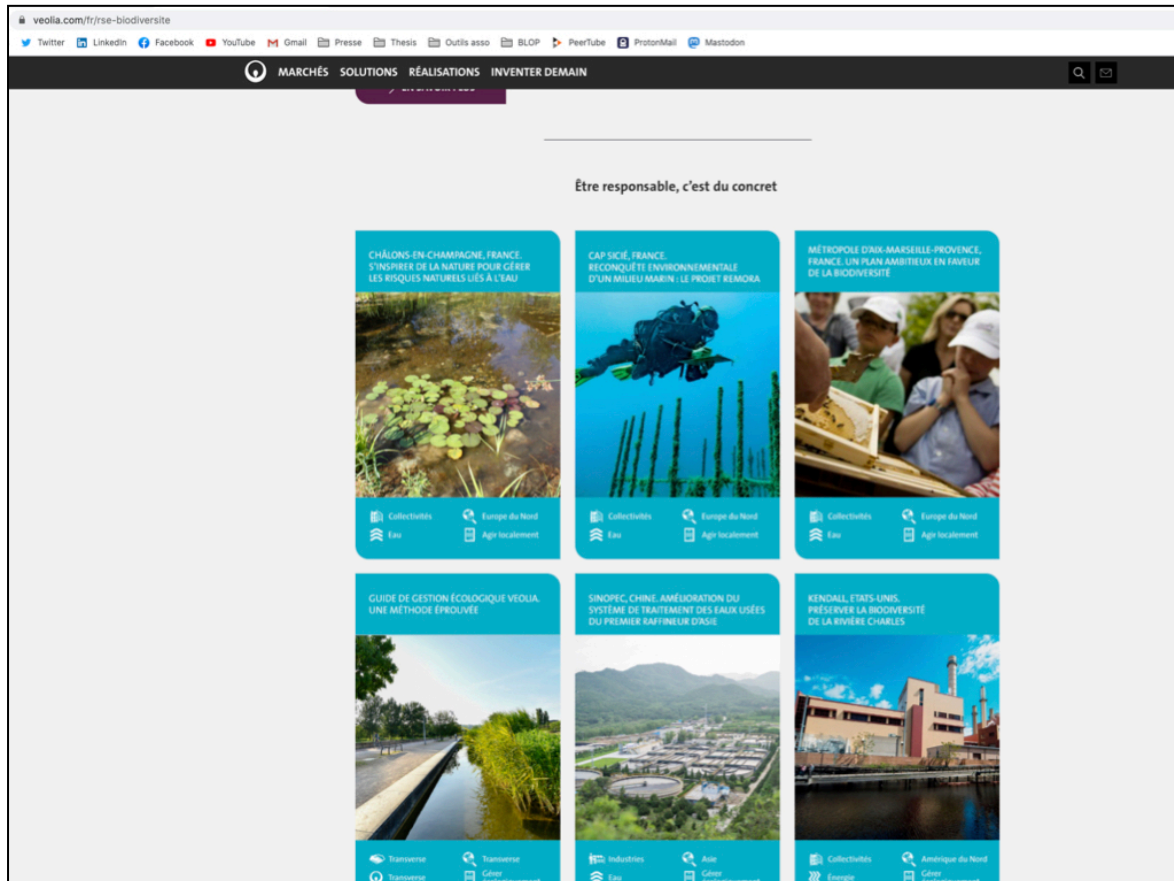 veolia.com/fr/rse-biodiversite
Twitter LinkedIn Facebook YouTube Gmail Presse Thesis Outils asso BLOP PeerTube ProtonMail Mastodon
MARCHÉS SOLUTIONS RÉALISATIONS INVENTER DEMAIN
Être responsable, c'est du concret
CHÂLONS-EN-CHAMPAGNE, FRANCE.
S'INSPIRER DE LA NATURE POUR GÉRER
LES RISQUES NATURELS LIÉS À L'EAU
Collectivités Europe du Nord
Eau Agir localement
CAP SICIÉ, FRANCE.
RECONQUÊTE ENVIRONNEMENTALE
D'UN MILIEU MARIN : LE PROJET REMORA
Collectivités Europe du Nord
Eau Agir localement
MÉTROPOLE D'AIX-MARSEILLE-PROVENCE,
FRANCE. UN PLAN AMBITIEUX EN FAVEUR
DE LA BIODIVERSITÉ
Collectivités Europe du Nord
Eau Agir localement
GUIDE DE GESTION ÉCOLOGIQUE VEOLIA.
UNE MÉTHODE ÉPROUVÉE
Transverse Transverse
Transverse Gérer
SINOPEC, CHINE. AMÉLIORATION DU
SYSTÈME DE TRAITEMENT DES EAUX USÉES
DU PREMIER RAFFINEUR D'ASIE
Industries Asie
Eau Gérer
KENDALL, ETATS-UNIS.
PRÉSERVER LA BIODIVERSITÉ
DE LA RIVIÈRE CHARLES
Collectivités Amérique du Nord
Energie Gérer